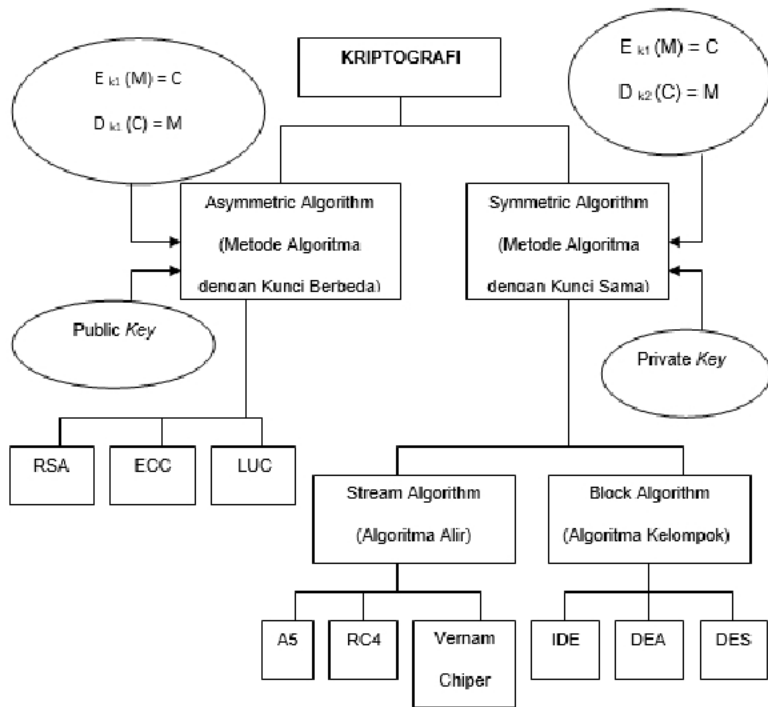 KRIPTOGRAFI
E k1 (M) = C
D k1 (C) = M
E k1 (M) = C
D k2 (C) = M
Asymmetric Algorithm
(Metode Algoritma
dengan Kunci Berbeda)
Symmetric Algorithm
(Metode Algoritma
dengan Kunci Sama)
Public Key
Private Key
RSA
ECC
LUC
Stream Algorithm
(Algoritma Alir)
Block Algorithm
(Algoritma Kelompok)
A5
RC4
Vernam
Chiper
IDE
DEA
DES